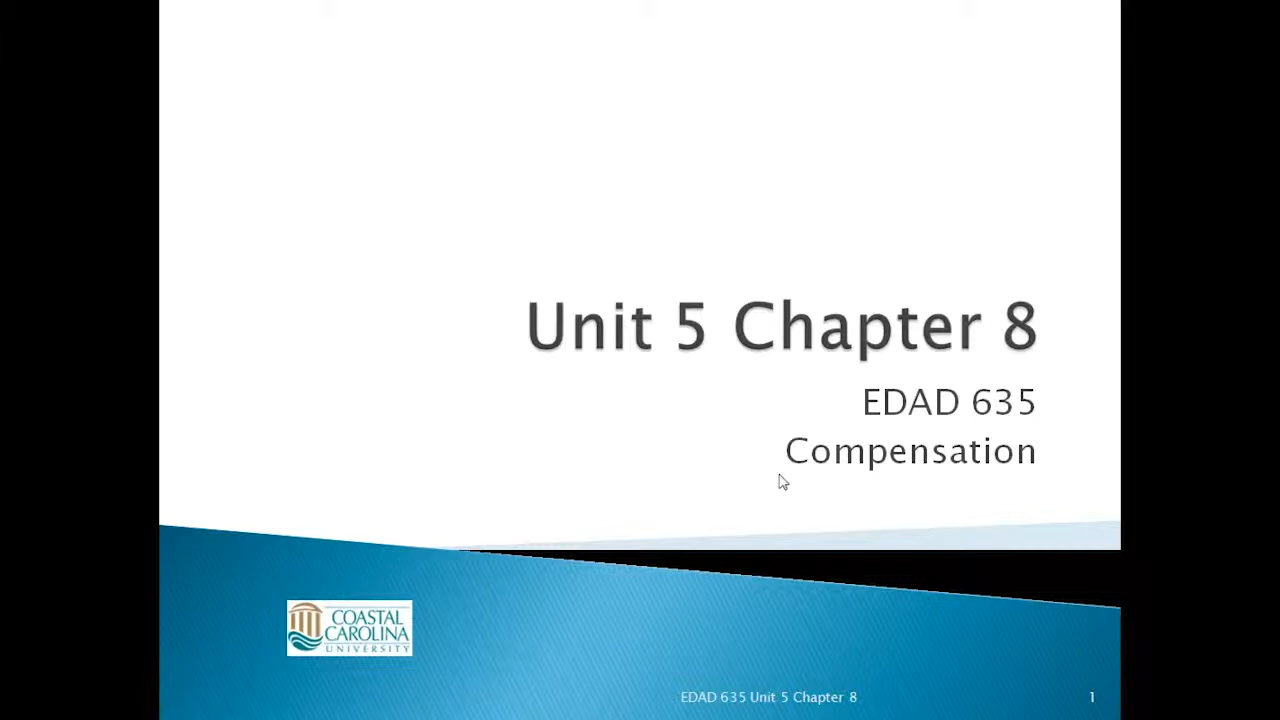 Unit 5 Chapter 8
EDAD 635
Compensation
COASTAL
CAROLINA
UNIVERSITY
EDAD 635 Unit 5 Chapter 8
1